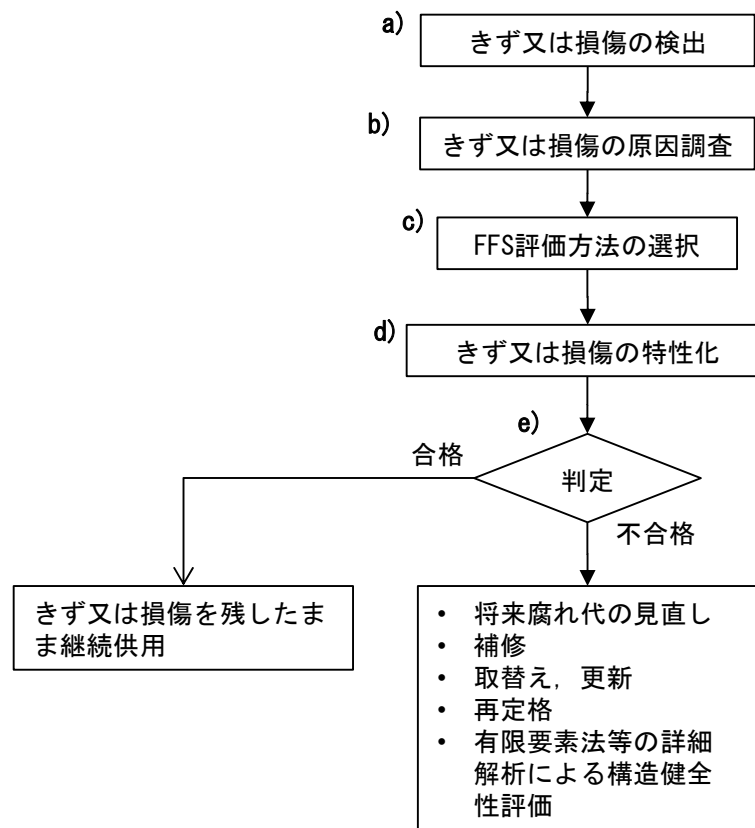 a)
きず又は損傷の検出
b)
きず又は損傷の原因調査
c)
FFS評価方法の選択
d)
きず又は損傷の特性化
e)
合格
判定
不合格
きず又は損傷を残したま
ま継続供用
• 将来腐れ代の見直し
• 補修
• 取替え，更新
• 再定格
• 有限要素法等の詳細
解析による構造健全
性評価